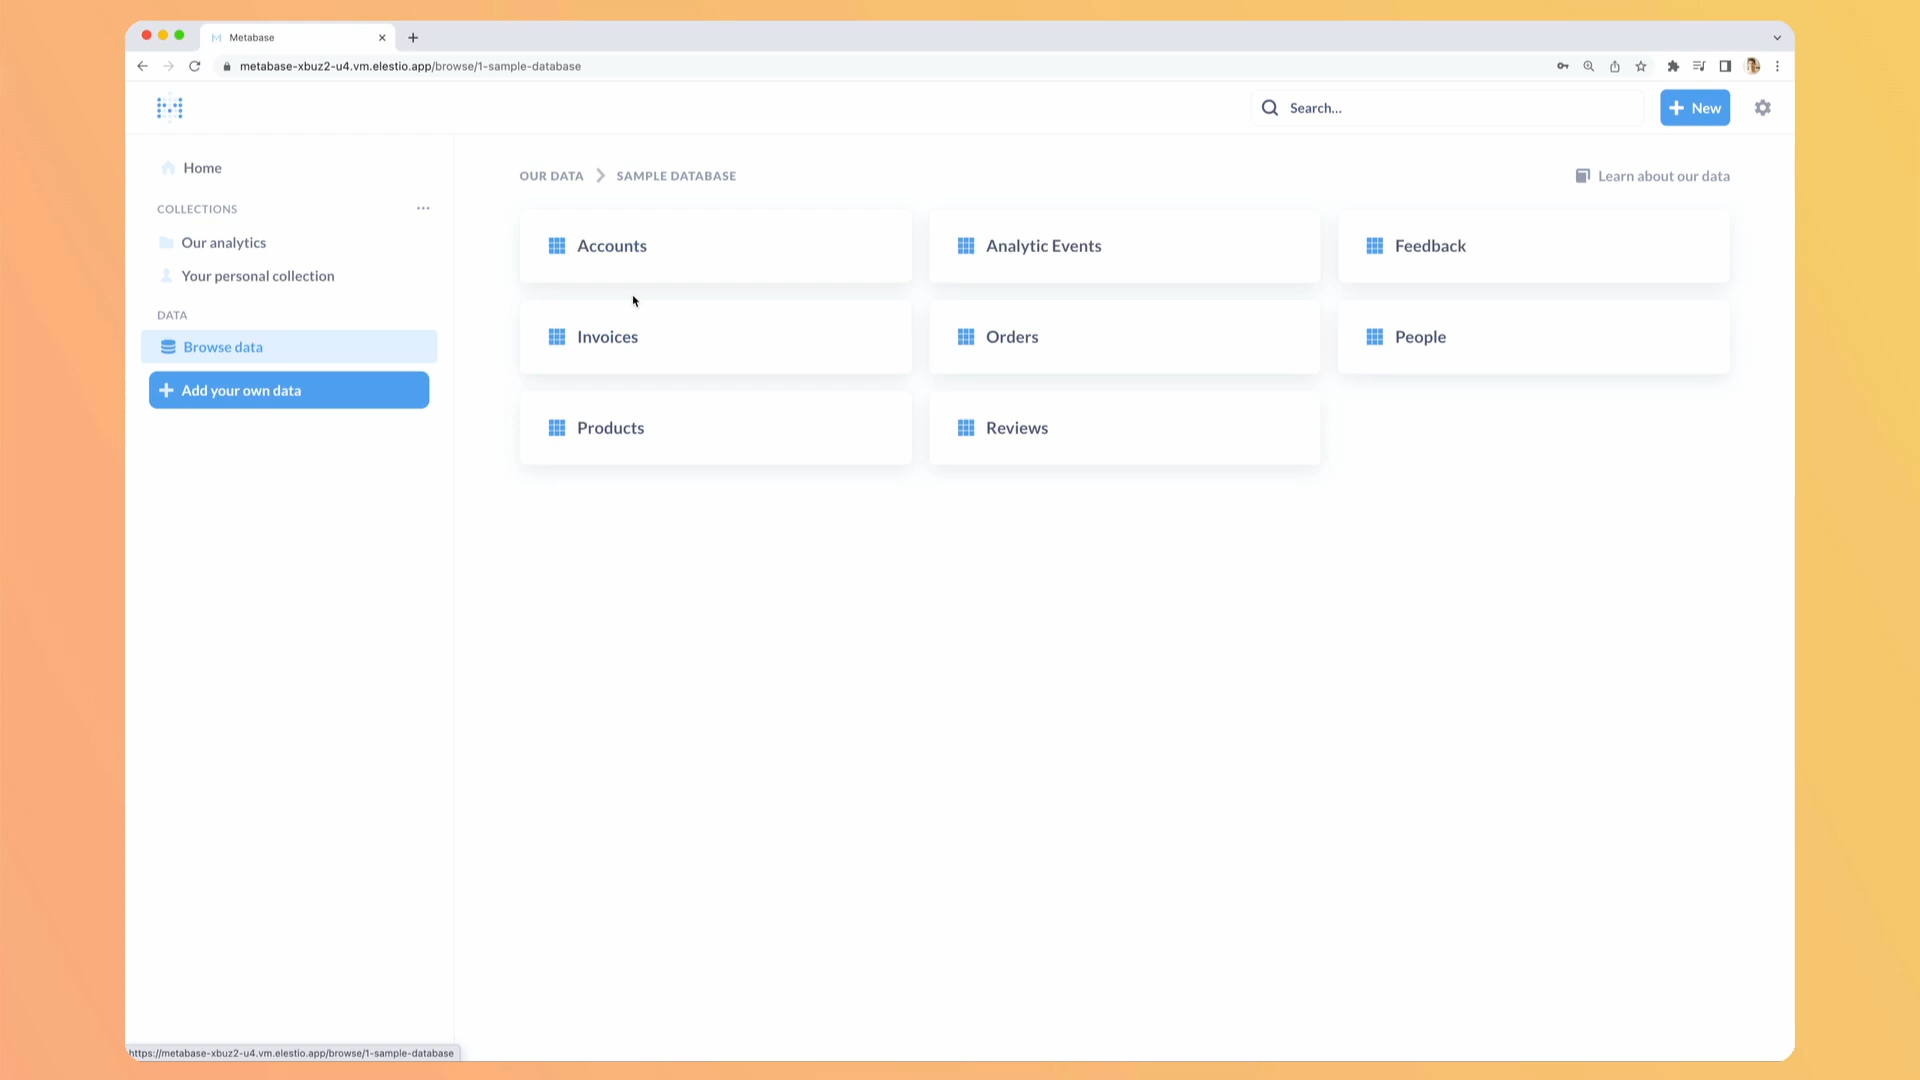 Metabase
metabase-xbuz2-u4.vm.elestio.app/browse/1-sample-database
Search...
New
Home
COLLECTIONS
Our analytics
Your personal collection
DATA
Browse data
Add your own data
OUR DATA SAMPLE DATABASE
Learn about our data
Accounts
Analytic Events
Feedback
Invoices
Orders
People
Products
Reviews
https://metabase-xbuz2-u4.vm.elestio.app/browse/1-sample-database